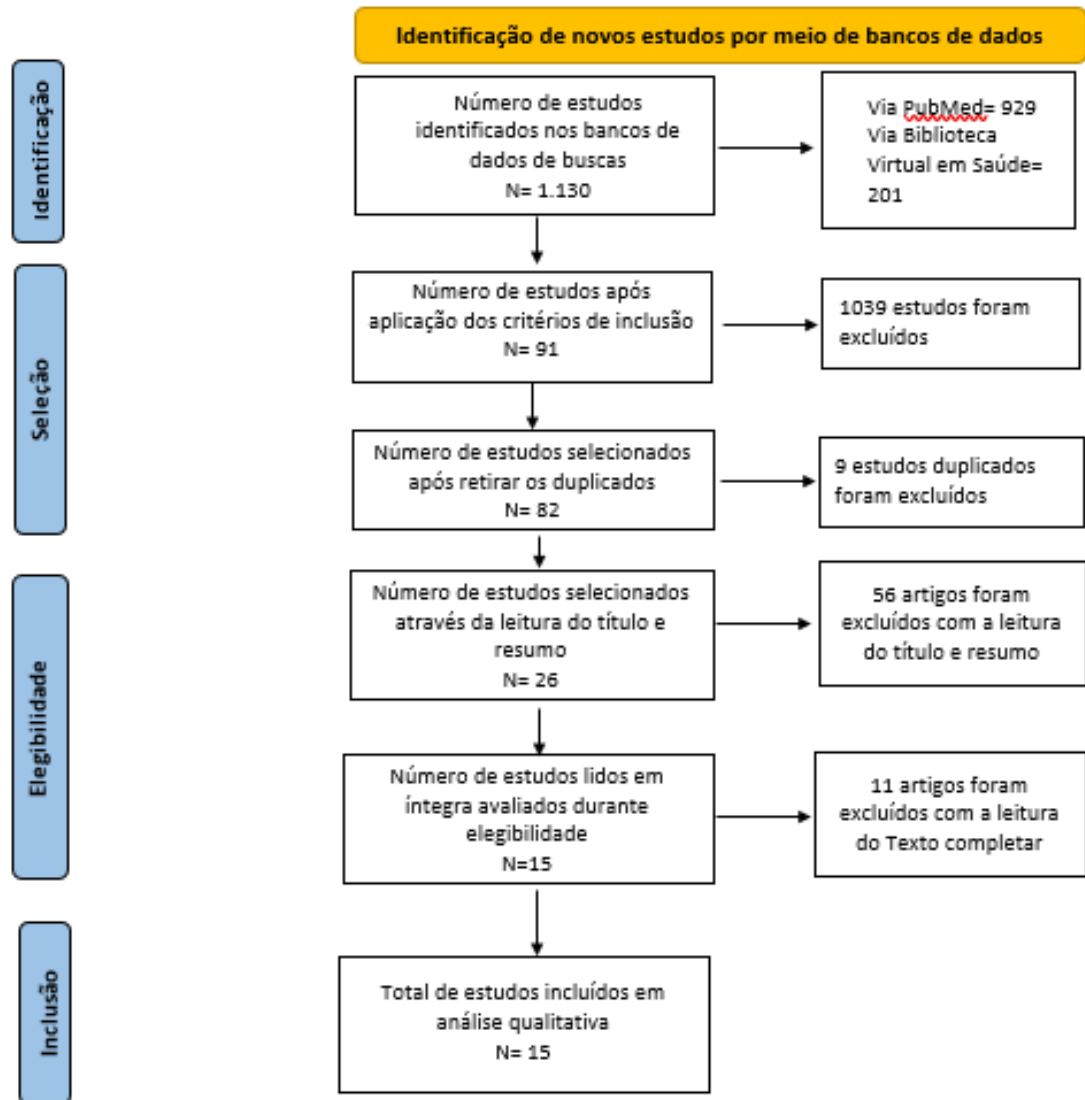 Identificação de novos estudos por meio de bancos de dados
Identificação
Número de estudos
identificados nos bancos de
dados de buscas
N= 1.130
Via PubMed= 929
Via Biblioteca
Virtual em Saúde=
201
Seleção
Número de estudos após
aplicação dos critérios de inclusão
N= 91
1039 estudos foram
excluídos
Número de estudos selecionados
após retirar os duplicados
N= 82
9 estudos duplicados
foram excluídos
Elegibilidade
Número de estudos selecionados
através da leitura do título e
resumo
N= 26
56 artigos foram
excluídos com a leitura
do título e resumo
Número de estudos lidos em
íntegra avaliados durante
elegibilidade
N=15
11 artigos foram
excluídos com a leitura
do Texto completar
Inclusão
Total de estudos incluídos em
análise qualitativa
N= 15